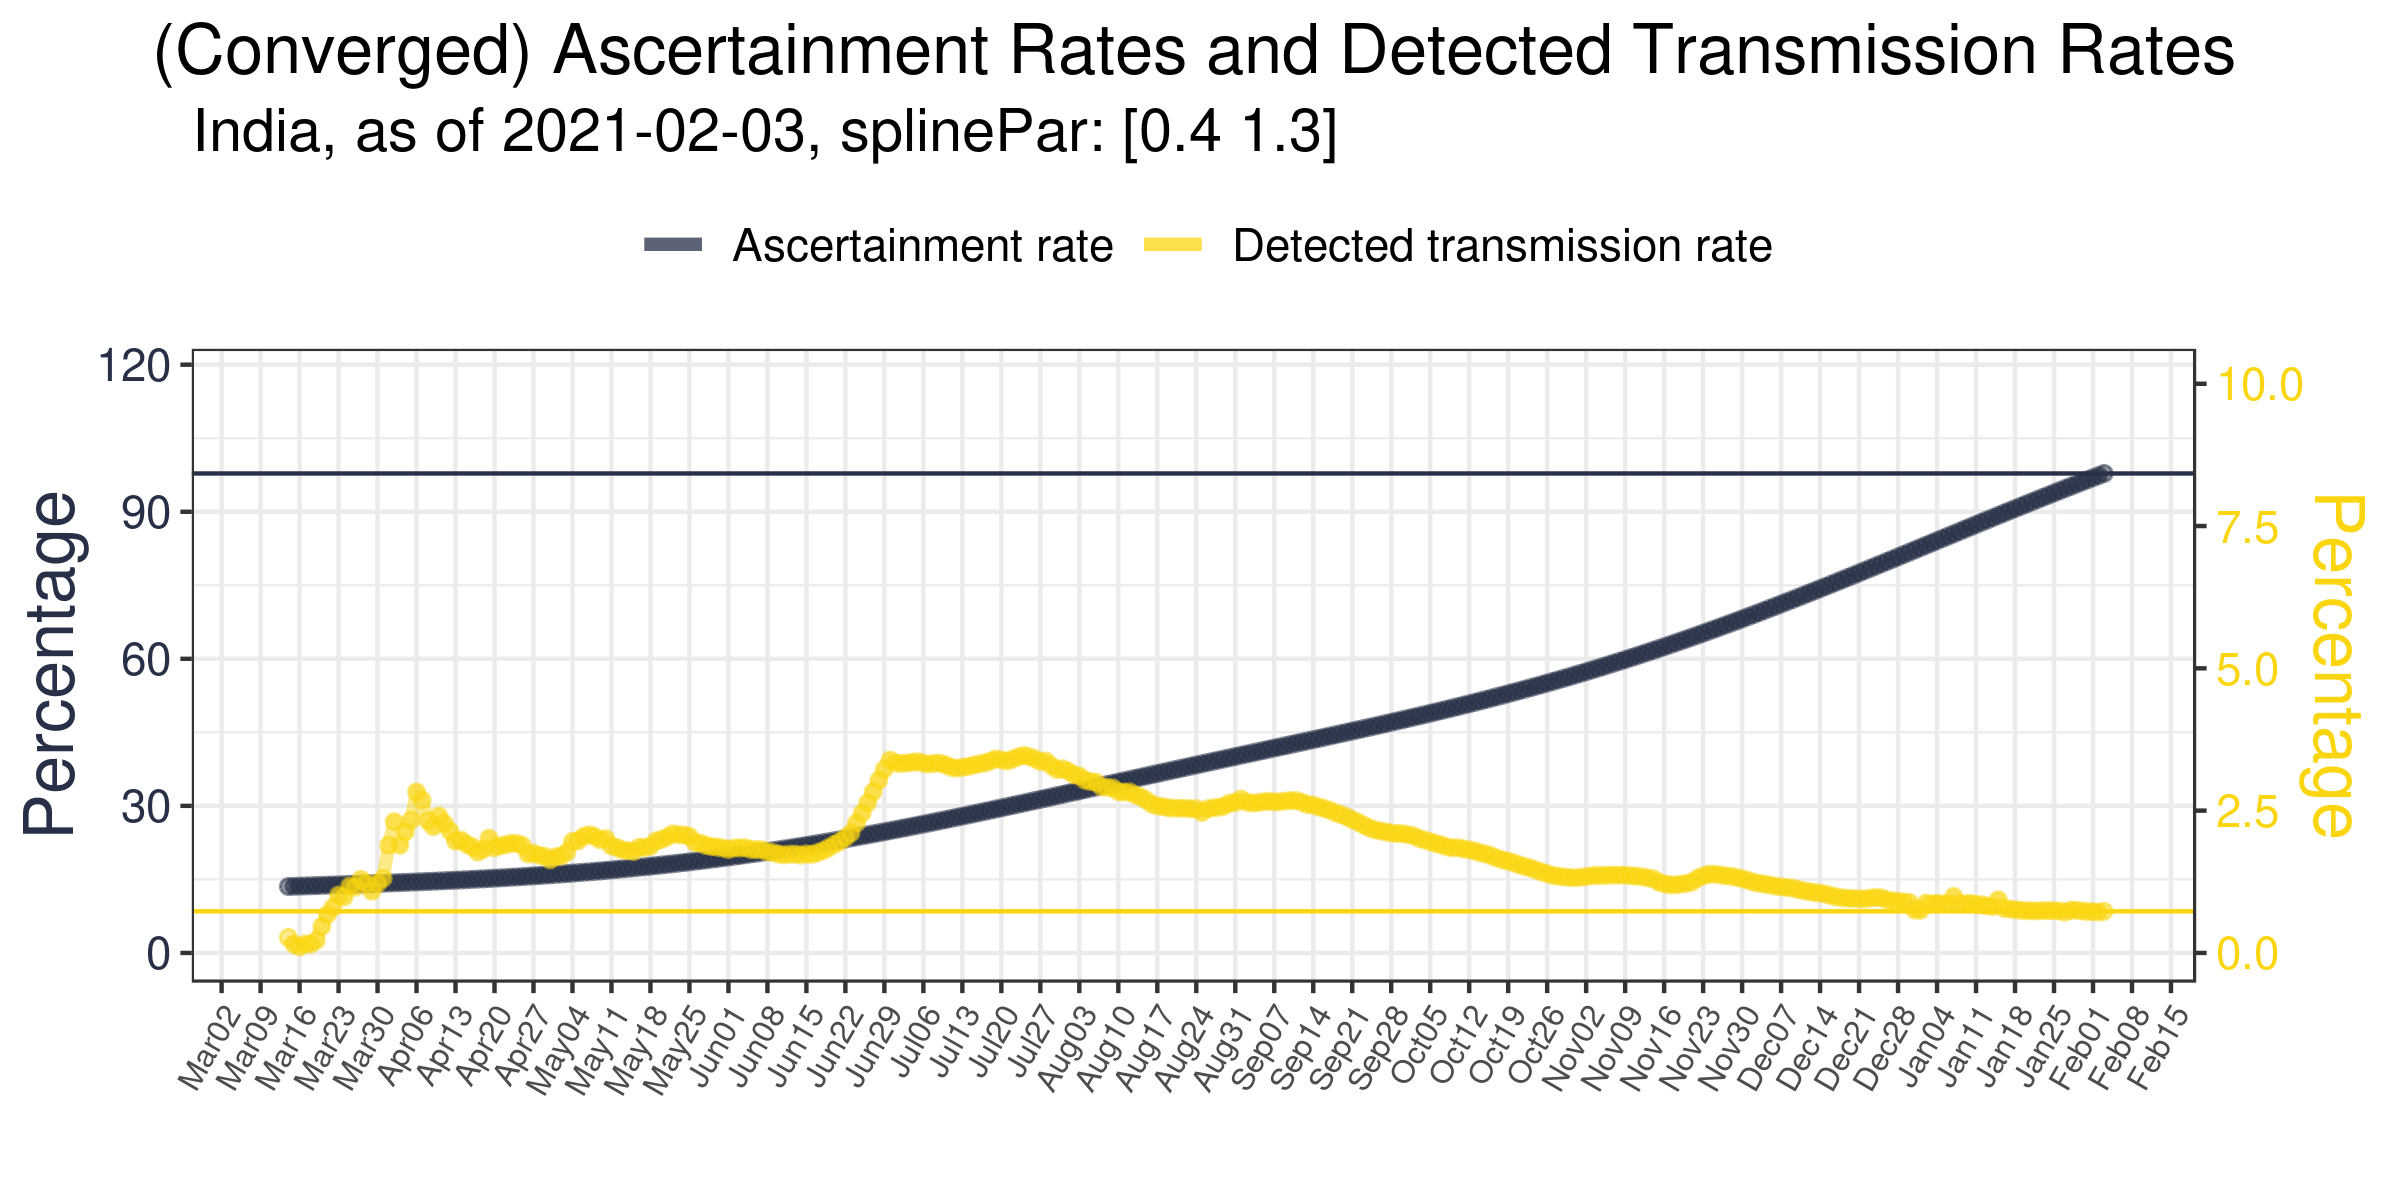 (Converged) Ascertainment Rates and Detected Transmission Rates
India, as of 2021-02-03, splinePar: [0.4 1.3]
Ascertainment rate
Detected transmission rate
Percentage
120
90
60
30
0
10.0
7.5
5.0
2.5
0.0
Percentage
Mar02
Mar09
Mar16
Mar23
Mar30
Apr06
Apr13
Apr20
Apr27
May04
May11
May18
May25
Jun01
Jun08
Jun15
Jun22
Jun29
Jul06
Jul13
Jul20
Jul27
Aug03
Aug10
Aug17
Aug24
Aug31
Sep07
Sep14
Sep21
Sep28
Oct05
Oct12
Oct19
Oct26
Nov02
Nov09
Nov16
Nov23
Nov30
Dec07
Dec14
Dec21
Dec28
Jan04
Jan11
Jan18
Jan25
Feb01
Feb08
Feb15